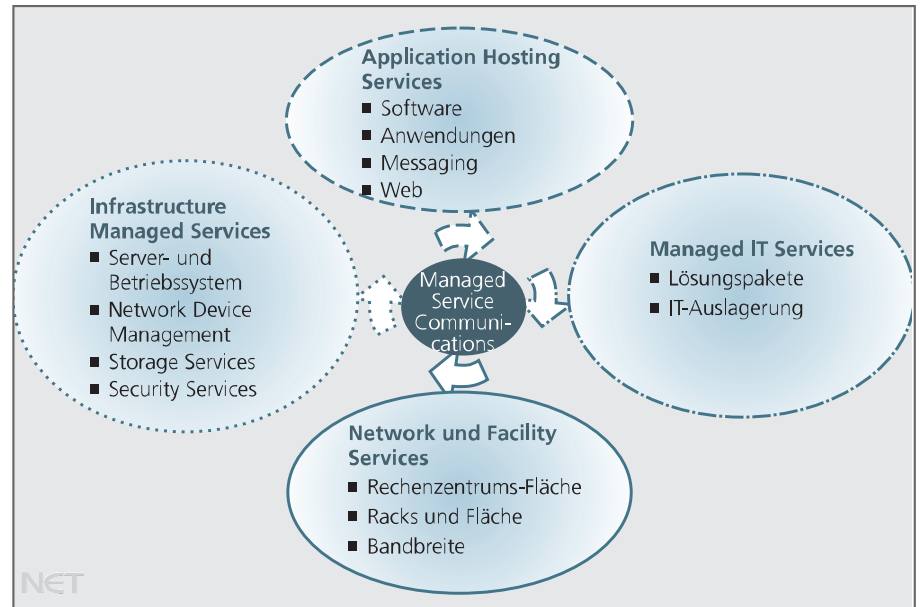 Application Hosting
Services
■ Software
■ Anwendungen
■ Messaging
■ Web
Infrastructure
Managed Services
■ Server- und
Betriebssystem
■ Network Device
Management
■ Storage Services
■ Security Services
Managed
Service
Communi-
cations
Managed IT Services
■ Lösungspakete
■ IT-Auslagerung
Network und Facility
Services
■ Rechenzentrums-Fläche
■ Racks und Fläche
■ Bandbreite
NET